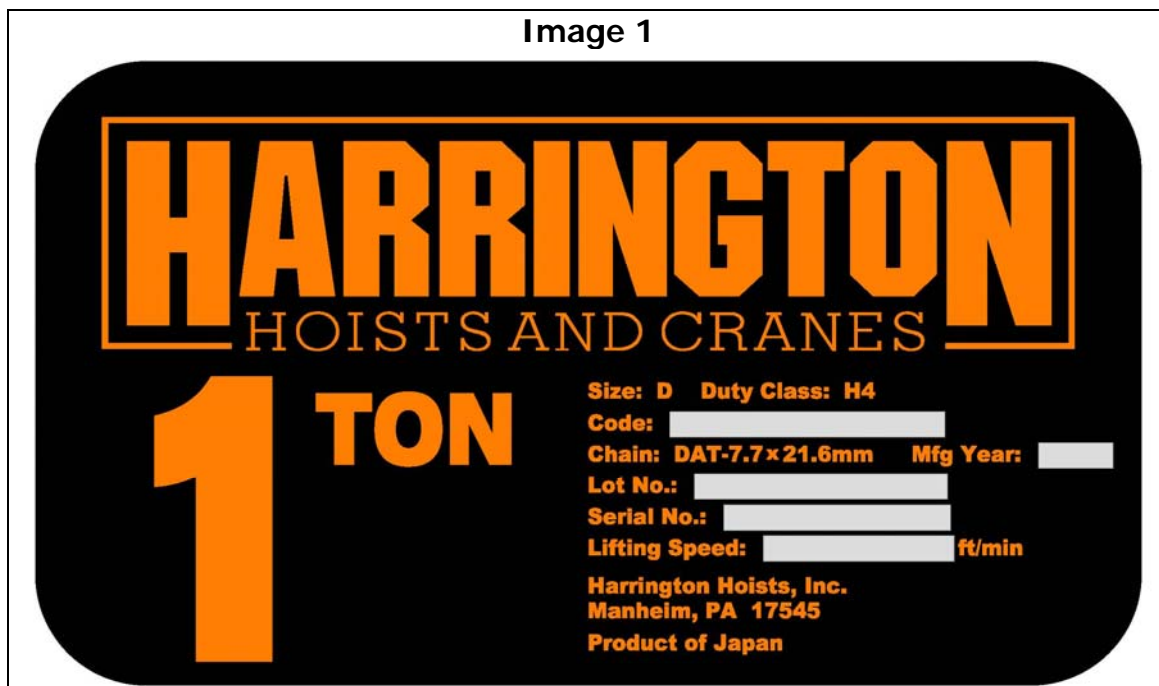 Image 1
HARRINGTON
HOISTS AND CRANES
1 TON
Size: D Duty Class: H4
Code:
Chain: DAT-7.7×21.6mm Mfg Year:
Lot No.:
Serial No.:
Lifting Speed: ft/min
Harrington Hoists, Inc.
Manheim, PA 17545
Product of Japan